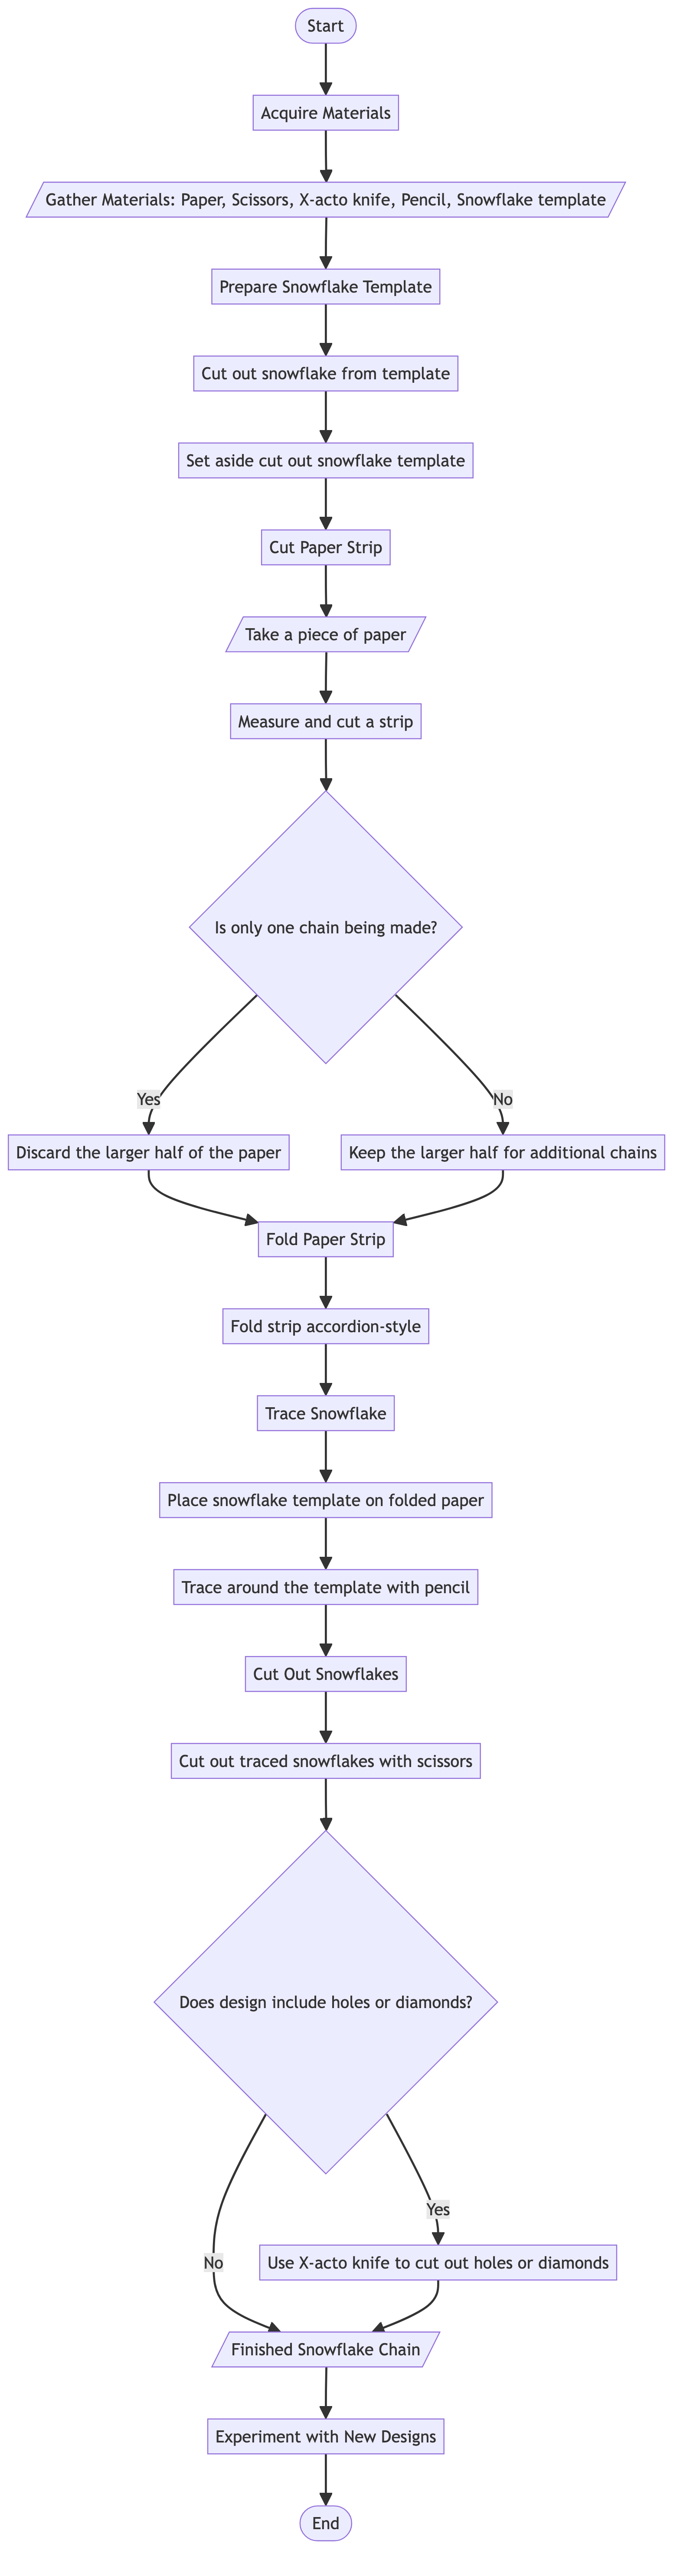 Start
Acquire Materials
Gather Materials: Paper, Scissors, X-acto knife, Pencil, Snowflake template
Prepare Snowflake Template
Cut out snowflake from template
Set aside cut out snowflake template
Cut Paper Strip
Take a piece of paper
Measure and cut a strip
Is only one chain being made?
Yes
No
Discard the larger half of the paper
Keep the larger half for additional chains
Fold Paper Strip
Fold strip accordion-style
Trace Snowflake
Place snowflake template on folded paper
Trace around the template with pencil
Cut Out Snowflakes
Cut out traced snowflakes with scissors
Does design include holes or diamonds?
Yes
No
Use X-acto knife to cut out holes or diamonds
Finished Snowflake Chain
Experiment with New Designs
End